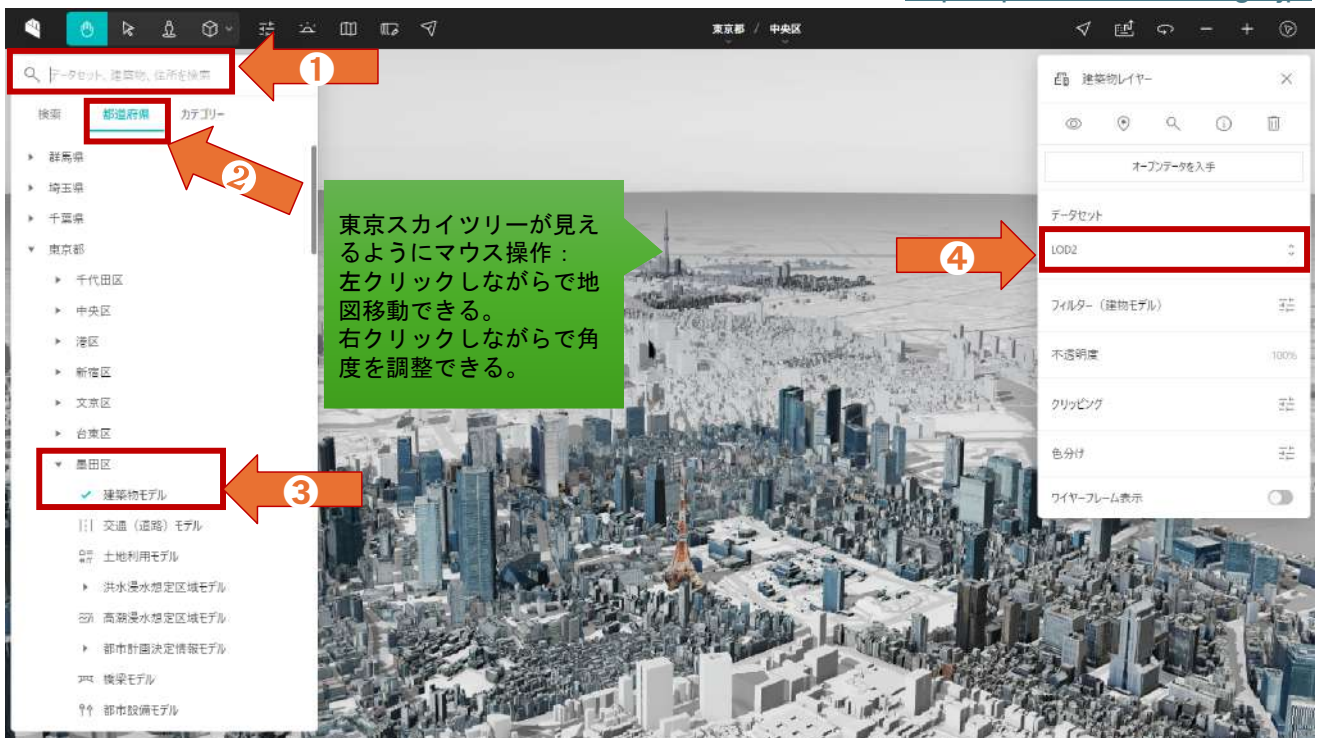 東京都 / 中央区
データセット、建築物、住所を検索
❶
検索 都道府県 カテゴリー
❷
群馬県
埼玉県
千葉県
東京都
千代田区
中央区
港区
新宿区
文京区
台東区
墨田区
建築物モデル
❸
交通（道路）モデル
土地利用モデル
洪水浸水想定区域モデル
高潮浸水想定区域モデル
都市計画決定情報モデル
橋梁モデル
都市設備モデル
東京スカイツリーが見え
るようにマウス操作：
左クリックしながらで地
図移動できる。
右クリックしながらで角
度を調整できる。
建築物レイヤー
オープンデータを入手
データセット
❹
LOD2
フィルター（建物モデル）
不透明度 100%
クリッピング
色分け
ワイヤーフレーム表示